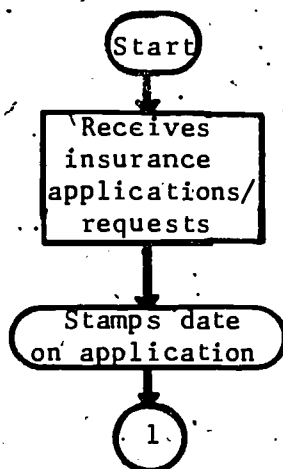 Start
Receives
insurance
applications/
requests
Stamps date
on application
1